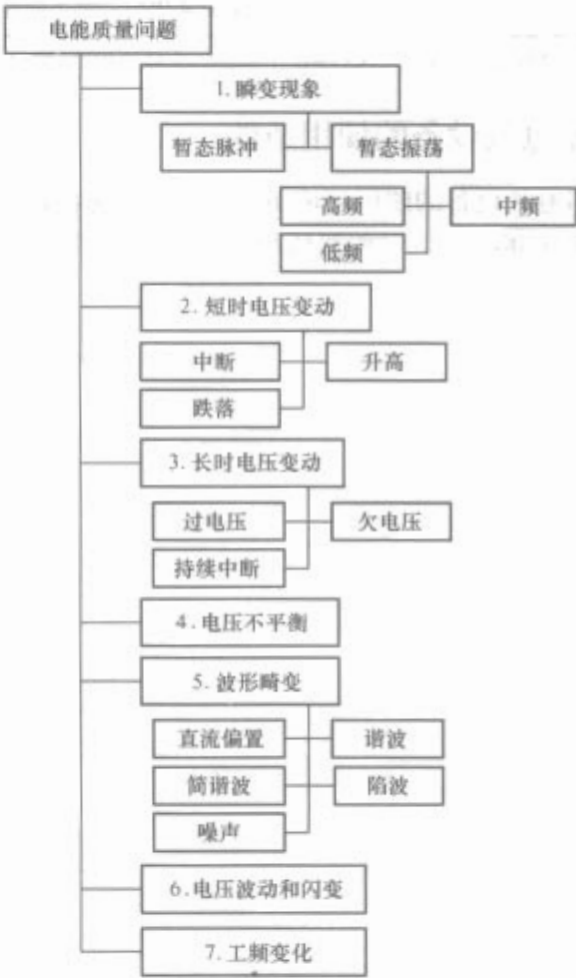 电能质量问题
1.瞬变现象
暂态脉冲
暂态振荡
高频
中频
低频
2.短时电压变动
中断
升高
跌落
3.长时电压变动
过电压
欠电压
持续中断
4.电压不平衡
5.波形畸变
直流偏置
谐波
简谐波
陷波
噪声
6.电压波动和闪变
7.工频变化